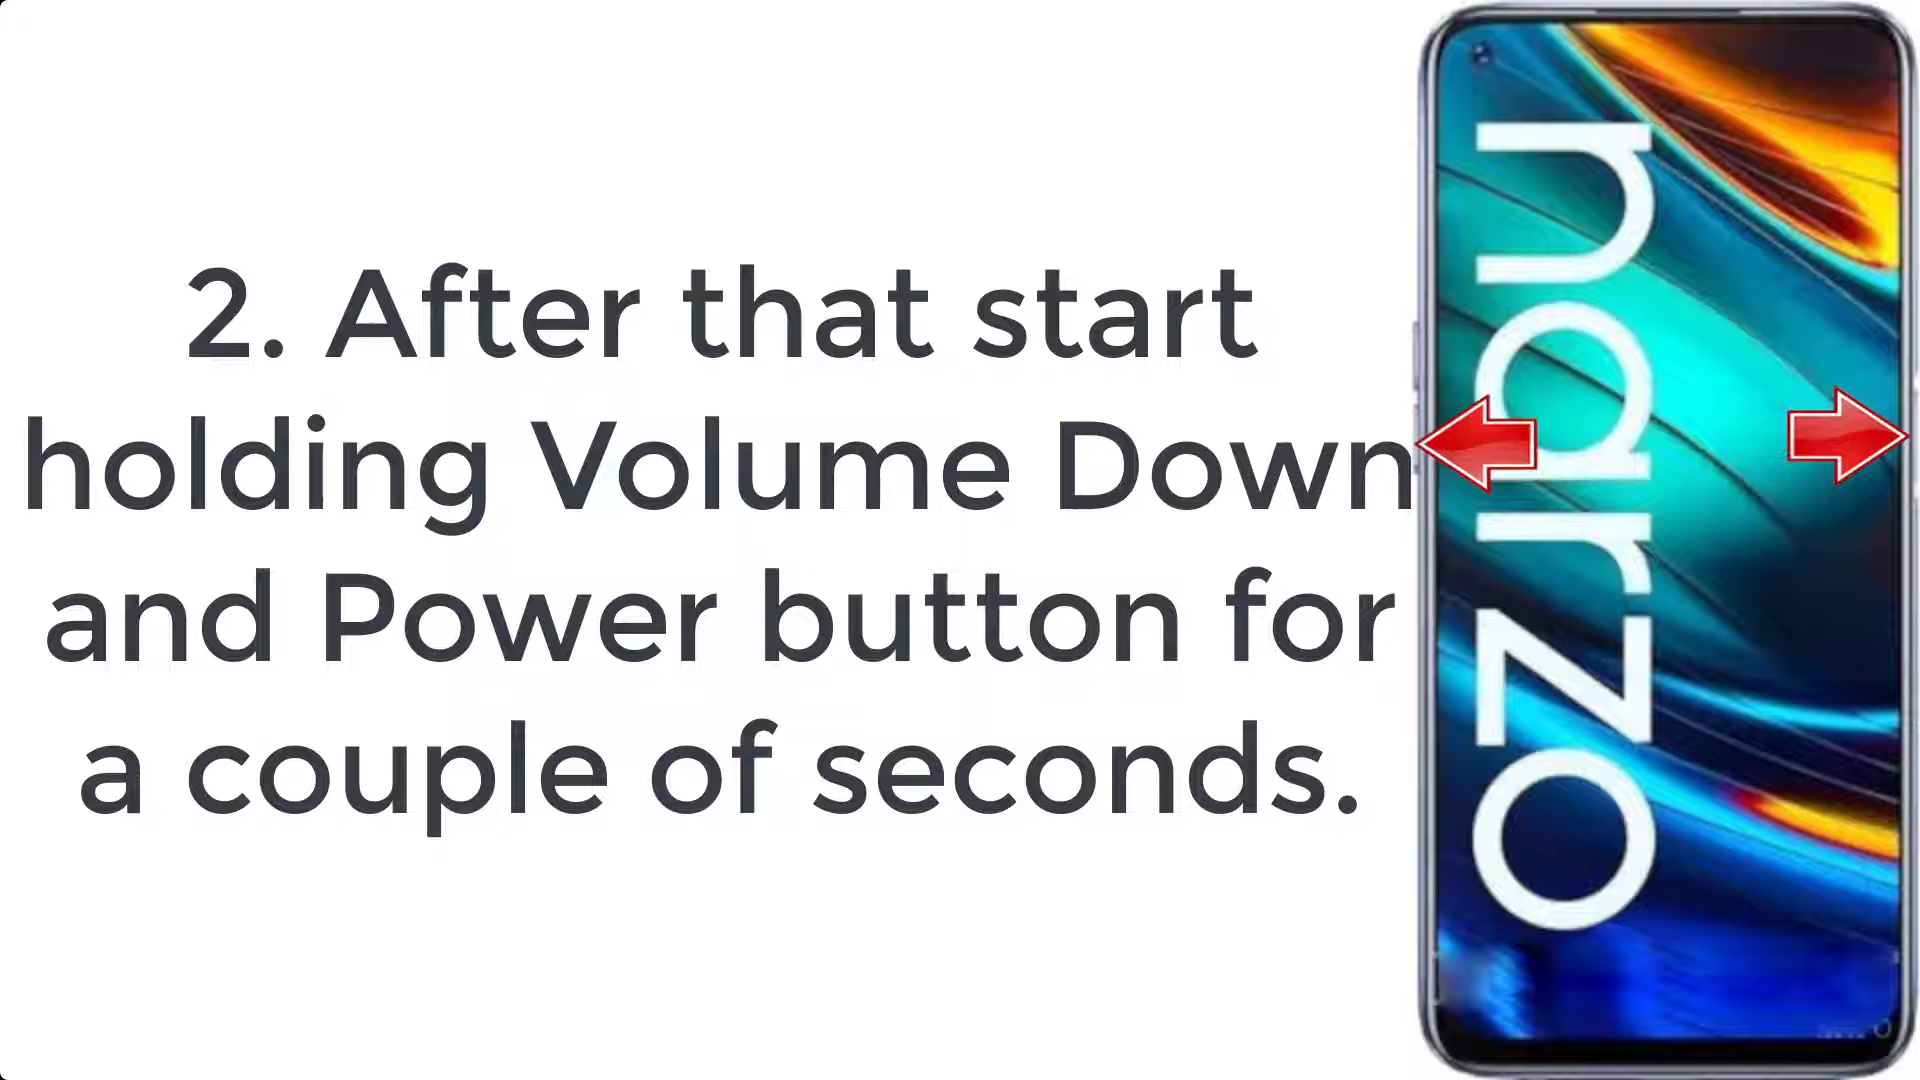 2. After that start
holding Volume Down
and Power button for
a couple of seconds.
narzo